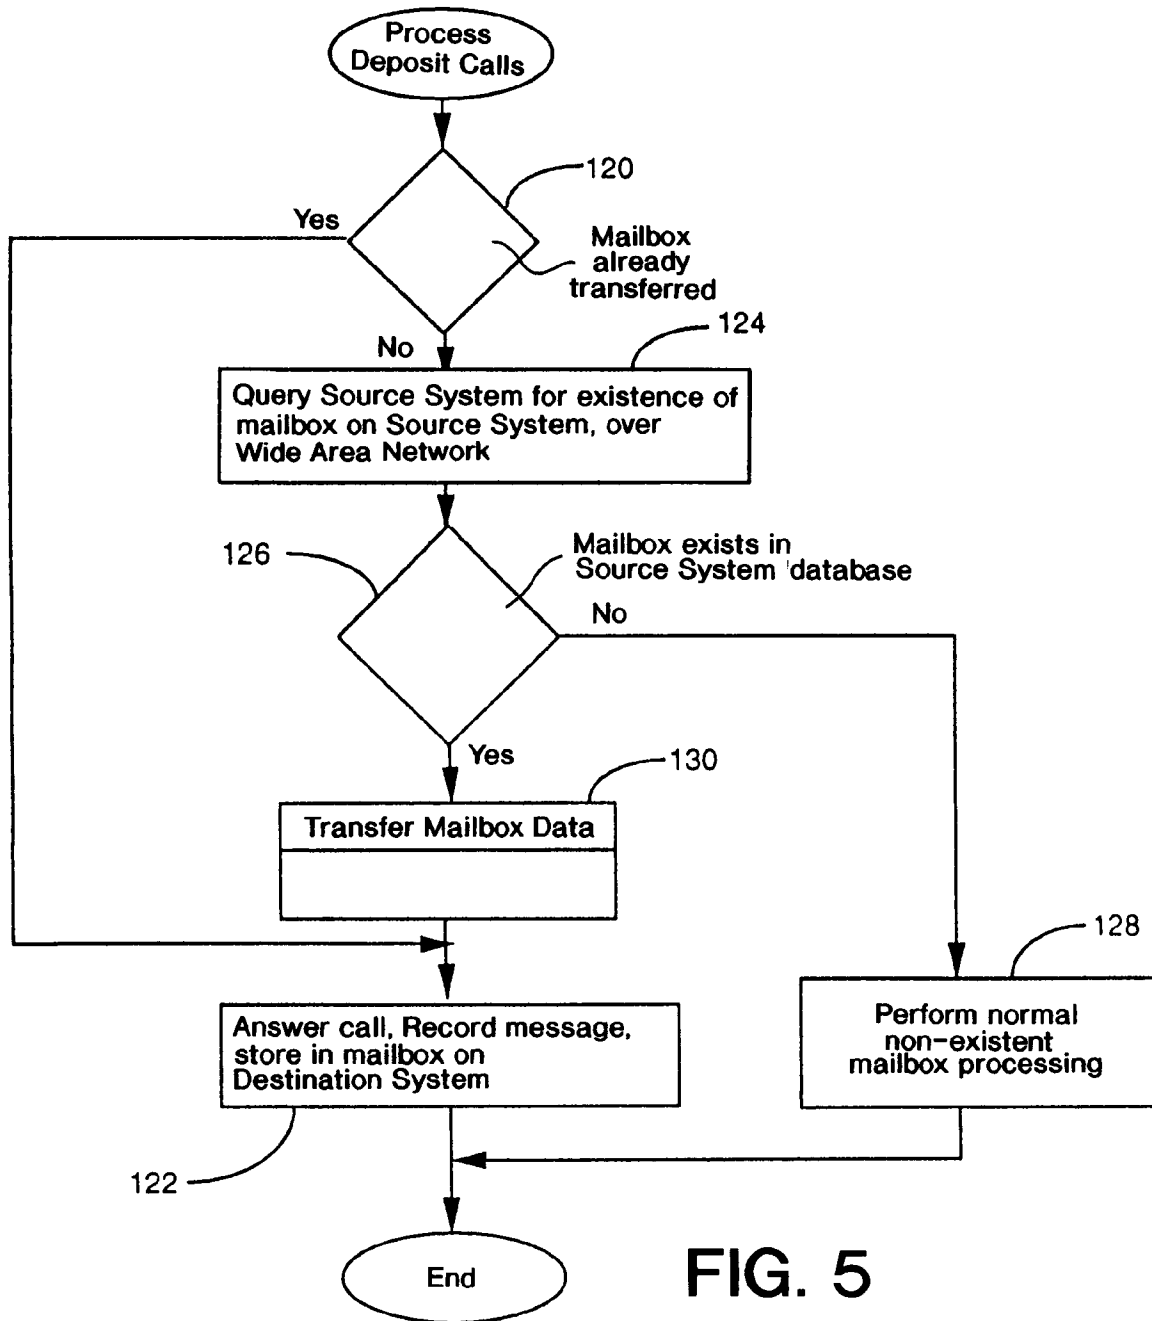 Process
Deposit Calls
120
Yes
Mailbox
already
transferred
No
124
Query Source System for existence of
mailbox on Source System, over
Wide Area Network
126
Mailbox exists in
Source System database
No
Yes
130
Transfer Mailbox Data
128
Answer call, Record message,
store in mailbox on
Destination System
Perform normal
non-existent
mailbox processing
122
End
FIG. 5